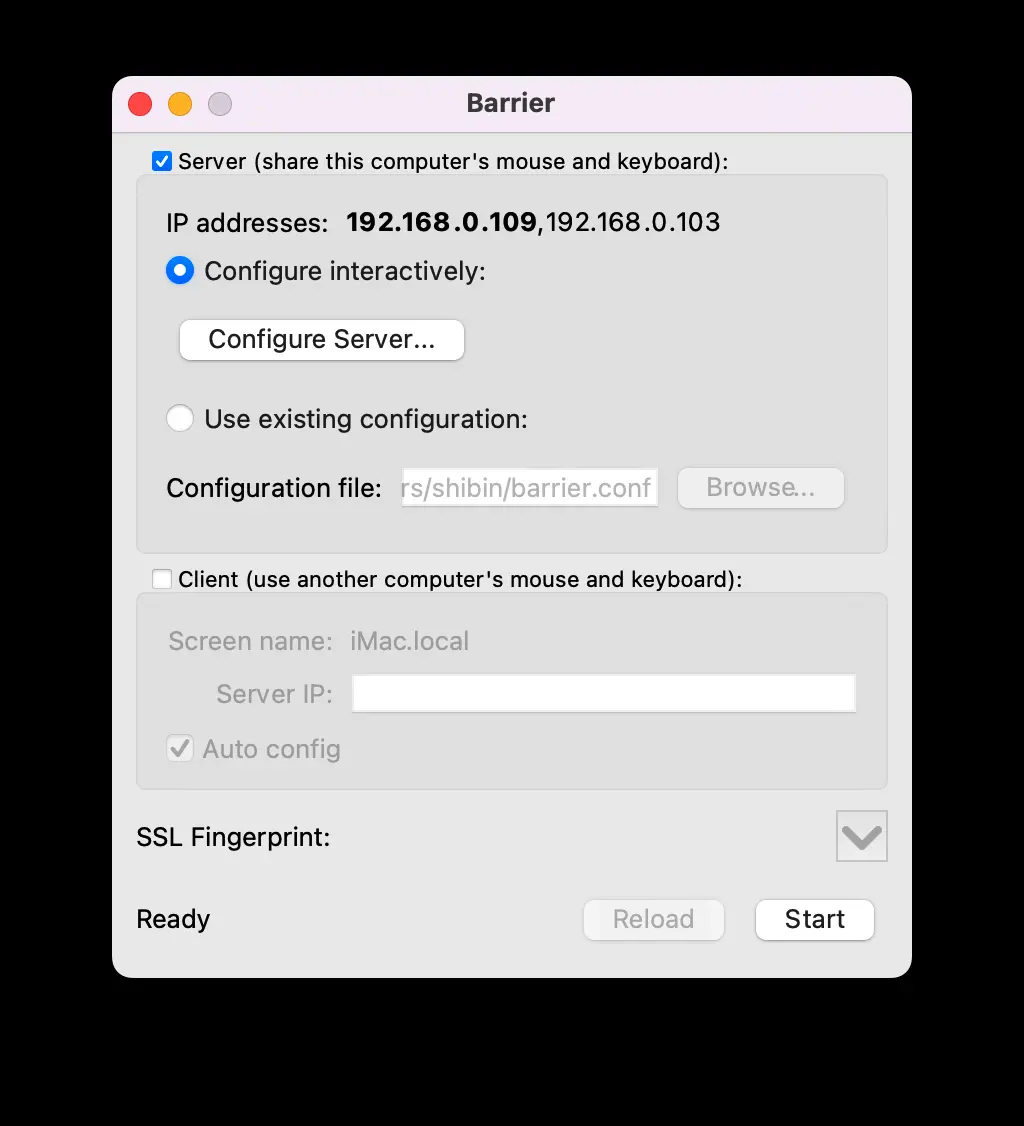 Barrier
Server (share this computer's mouse and keyboard):
IP addresses: 192.168.0.109,192.168.0.103
Configure interactively:
Configure Server...
Use existing configuration:
Configuration file: rs/shibin/barrier.conf Browse...
Client (use another computer's mouse and keyboard):
Screen name: iMac.local
Server IP:
Auto config
SSL Fingerprint:
Ready Reload Start